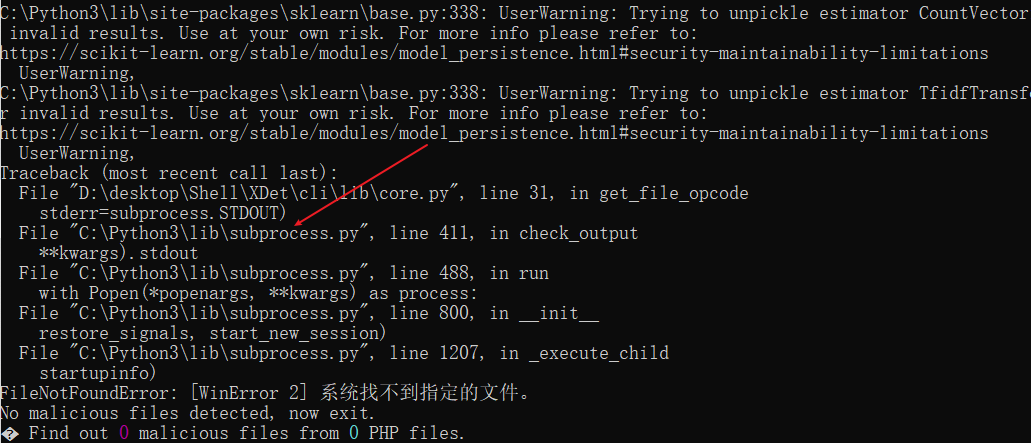 C:\Python3\lib\site-packages\sklearn\base.py:338: UserWarning: Trying to unpickle estimator CountVector
 invalid results. Use at your own risk. For more info please refer to:
https://scikit-learn.org/stable/modules/model_persistence.html#security-maintainability-limitations
  UserWarning,
C:\Python3\lib\site-packages\sklearn\base.py:338: UserWarning: Trying to unpickle estimator TfidfTransf
r invalid results. Use at your own risk. For more info please refer to:
https://scikit-learn.org/stable/modules/model_persistence.html#security-maintainability-limitations
  UserWarning,
Traceback (most recent call last):
  File "D:\desktop\Shell\XDet\cli\lib\core.py", line 31, in get_file_opcode
    stderr=subprocess.STDOUT)
  File "C:\Python3\lib\subprocess.py", line 411, in check_output
    **kwargs).stdout
  File "C:\Python3\lib\subprocess.py", line 488, in run
    with Popen(*popenargs, **kwargs) as process:
  File "C:\Python3\lib\subprocess.py", line 800, in __init__
    restore_signals, start_new_session)
  File "C:\Python3\lib\subprocess.py", line 1207, in _execute_child
    startupinfo)
FileNotFoundError: [WinError 2] 系统找不到指定的文件。
No malicious files detected, now exit.
� Find out 0 malicious files from 0 PHP files.